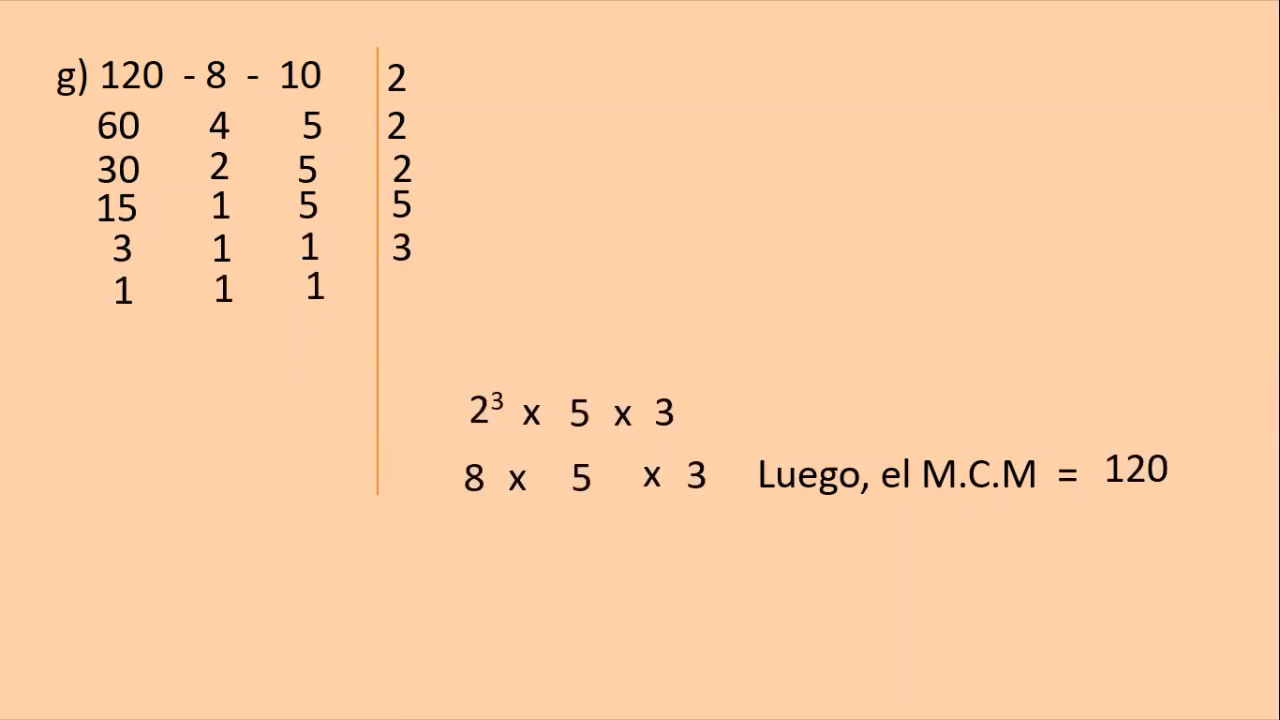 g) 120 - 8 - 10 2
60 4 5 2
30 2 5 2
15 1 5 5
3 1 1 3
1 1 1
2³ x 5 x 3
8 x 5 x 3 Luego, el M.C.M = 120